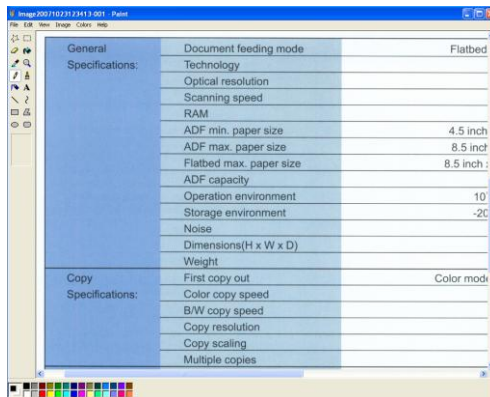 Image20071023123413-001 - Paint
File Edit View Image Colors Help
General Document feeding mode Flatbed
Specifications: Technology
Optical resolution
Scanning speed
RAM
ADF min. paper size 4.5 inch
ADF max. paper size 8.5 inch
Flatbed max. paper size 8.5 inch
ADF capacity
Operation environment 10
Storage environment -20
Noise
Dimensions(H x W x D)
Weight
Copy First copy out Color mode
Specifications: Color copy speed
B/W copy speed
Copy resolution
Copy scaling
Multiple copies